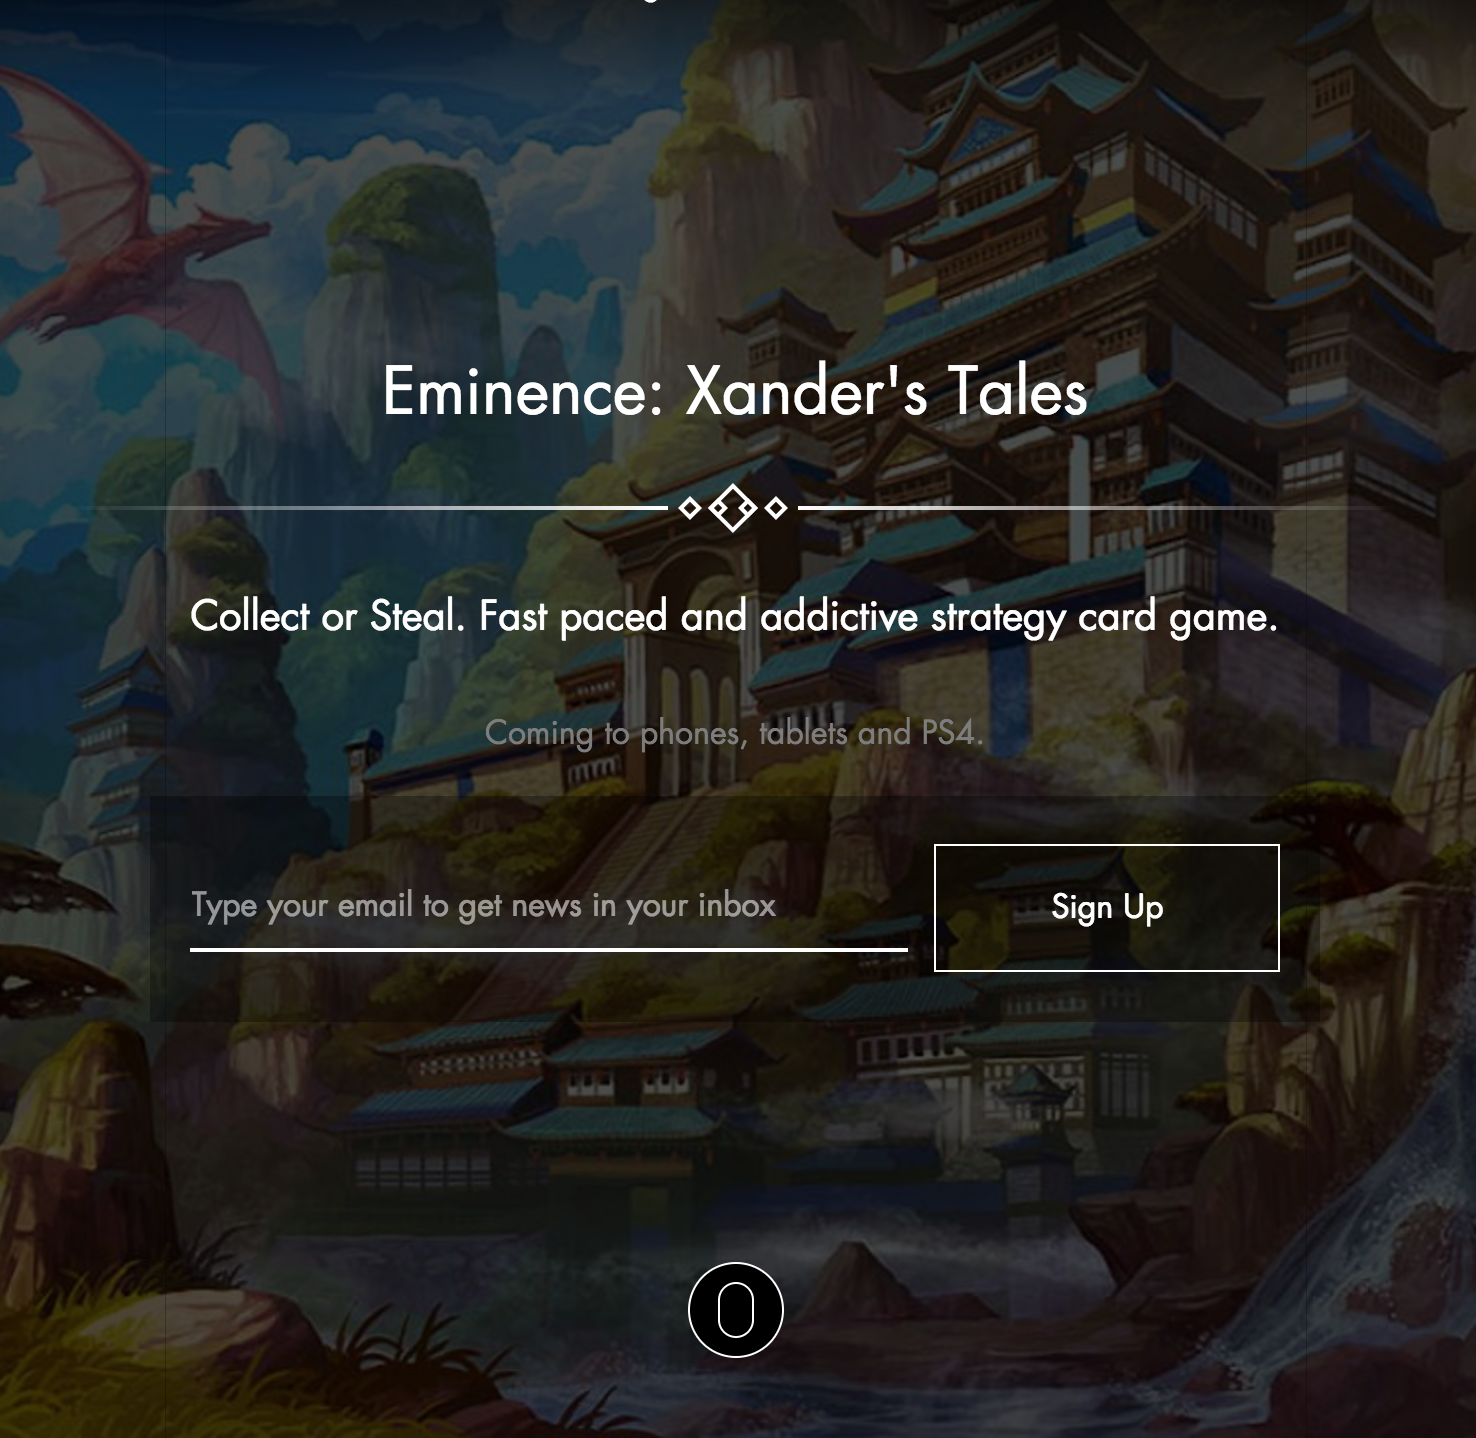 Eminence: Xander's Tales
Collect or Steal. Fast paced and addictive strategy card game.
Coming to phones, tablets and PS4.
Type your email to get news in your inbox
Sign Up